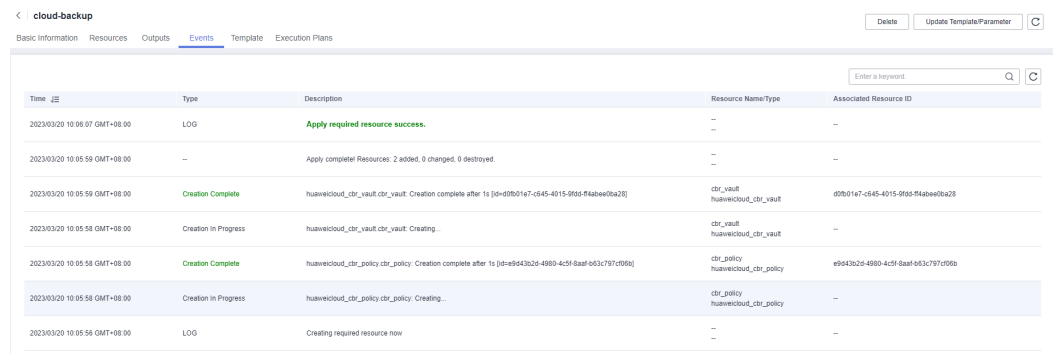 cloud-backup
Delete
Update Template/Parameter
Basic Information Resources Outputs Events Template Execution Plans
Enter a keyword.
Time Type Description Resource Name/Type Associated Resource ID
2023/03/20 10:06:07 GMT+08:00 LOG Apply required resource success. -- --
--
2023/03/20 10:05:59 GMT+08:00 -- Apply complete! Resources: 2 added, 0 changed, 0 destroyed. -- --
--
2023/03/20 10:05:59 GMT+08:00 Creation Complete huaweicloud_cbr_vault.cbr_vault: Creation complete after 1s [id=d0fb01e7-c645-4015-9fdd-ff4abee0ba28] cbr_vault d0fb01e7-c645-4015-9fdd-ff4abee0ba28
huaweicloud_cbr_vault
2023/03/20 10:05:58 GMT+08:00 Creation In Progress huaweicloud_cbr_vault.cbr_vault: Creating... cbr_vault --
huaweicloud_cbr_vault
2023/03/20 10:05:58 GMT+08:00 Creation Complete huaweicloud_cbr_policy.cbr_policy: Creation complete after 1s [id=e9d43b2d-4980-4c5f-8aaf-b63c797cf06b] cbr_policy e9d43b2d-4980-4c5f-8aaf-b63c797cf06b
huaweicloud_cbr_policy
2023/03/20 10:05:58 GMT+08:00 Creation In Progress huaweicloud_cbr_policy.cbr_policy: Creating... cbr_policy --
huaweicloud_cbr_policy
2023/03/20 10:05:56 GMT+08:00 LOG Creating required resource now -- --
--